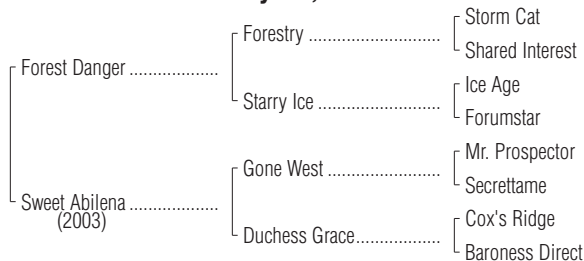 Storm Cat
Forestry ......................
Shared Interest
Forest Danger ...................
Ice Age
Starry Ice ..........................
Forumstar
Mr. Prospector
Gone West ........................
Secrettame
Sweet Abilena ...................
(2003)
Cox's Ridge
Duchess Grace.................
Baroness Direct